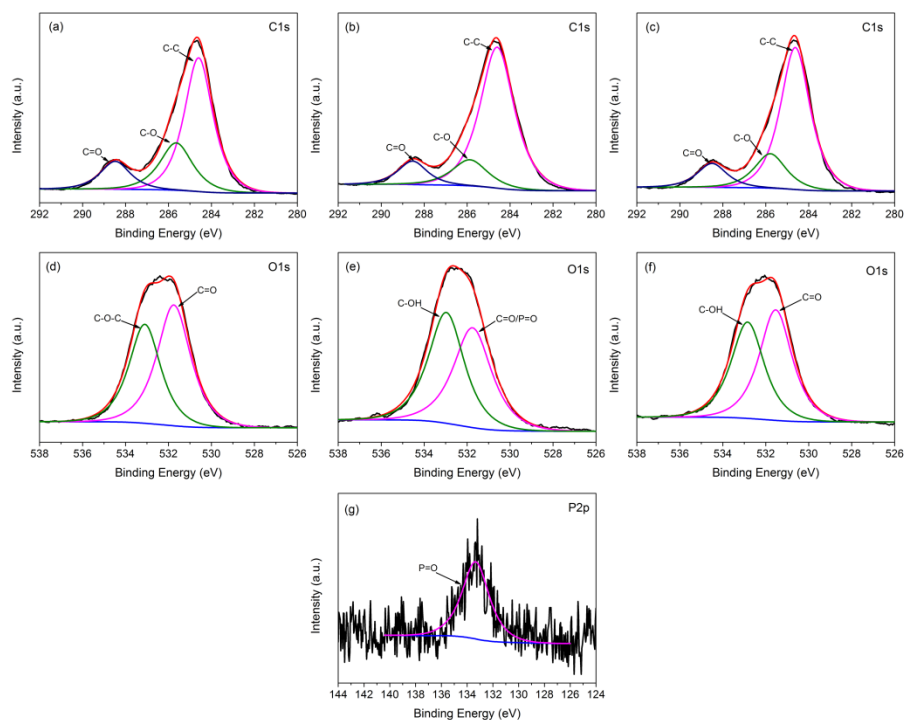 (a) C1s
C-C
C-O
C=O
Intensity (a.u.)
292 290 288 286 284 282 280
Binding Energy (eV)
(b) C1s
C-C
C-O
C=O
Intensity (a.u.)
292 290 288 286 284 282 280
Binding Energy (eV)
(c) C1s
C-C
C-O
C=O
Intensity (a.u.)
292 290 288 286 284 282 280
Binding Energy (eV)
(d) O1s
C=O
C-O-C
Intensity (a.u.)
538 536 534 532 530 528 526
Binding Energy (eV)
(e) O1s
C-OH
C=O/P=O
Intensity (a.u.)
538 536 534 532 530 528 526
Binding Energy (eV)
(f) O1s
C-OH
C=O
Intensity (a.u.)
538 536 534 532 530 528 526
Binding Energy (eV)
(g) P2p
P=O
Intensity (a.u.)
144 142 140 138 136 134 132 130 128 126 124
Binding Energy (eV)